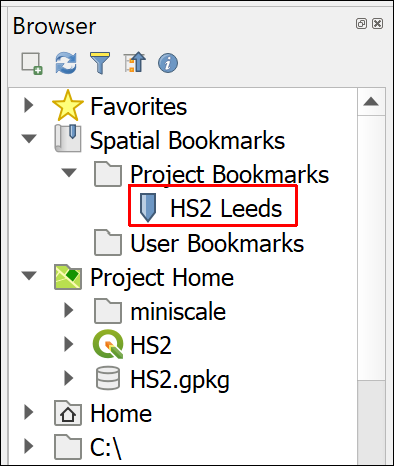 Browser
Favorites
Spatial Bookmarks
Project Bookmarks
HS2 Leeds
User Bookmarks
Project Home
miniscale
HS2
HS2.gpkg
Home
C:\